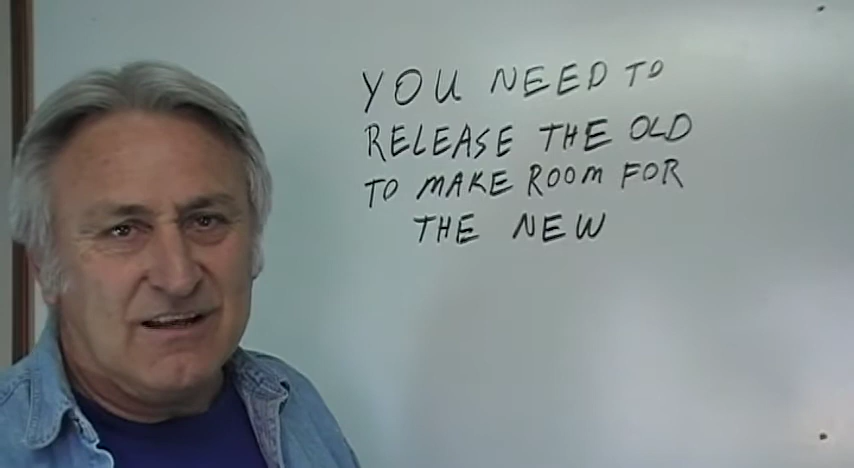 YOU NEED TO
RELEASE THE OLD
TO MAKE ROOM FOR
THE NEW